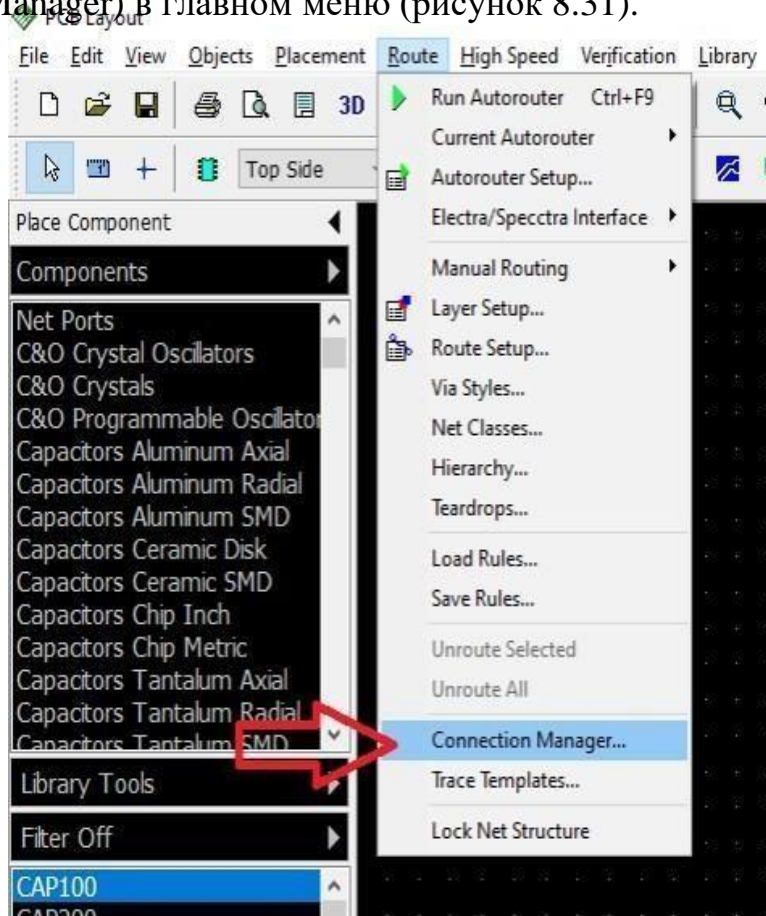 Manager) в главном меню (рисунок 8.31).
PCB Layout
File Edit View Objects Placement Route High Speed Verification Library
3D
Top Side
Run Autorouter Ctrl+F9
Current Autorouter
Autorouter Setup...
Electra/Specctra Interface
Manual Routing
Layer Setup...
Route Setup...
Via Styles...
Net Classes...
Hierarchy...
Teardrops...
Load Rules...
Save Rules...
Unroute Selected
Unroute All
Connection Manager...
Trace Templates...
Lock Net Structure
Place Component
Components
Net Ports
C&O Crystal Oscillators
C&O Crystals
C&O Programmable Oscillator
Capacitors Aluminum Axial
Capacitors Aluminum Radial
Capacitors Aluminum SMD
Capacitors Ceramic Disk
Capacitors Ceramic SMD
Capacitors Chip Inch
Capacitors Chip Metric
Capacitors Tantalum Axial
Capacitors Tantalum Radial
Capacitors Tantalum SMD
Library Tools
Filter Off
CAP100
CAP200